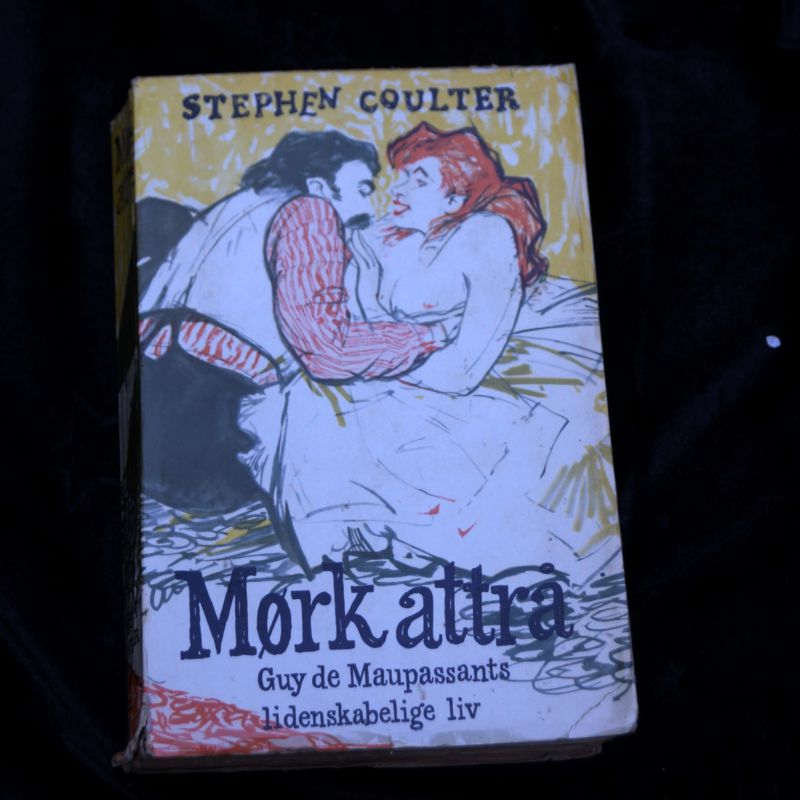 STEPHEN COULTER
Mørk attrå
Guy de Maupassants
lidenskabelige liv